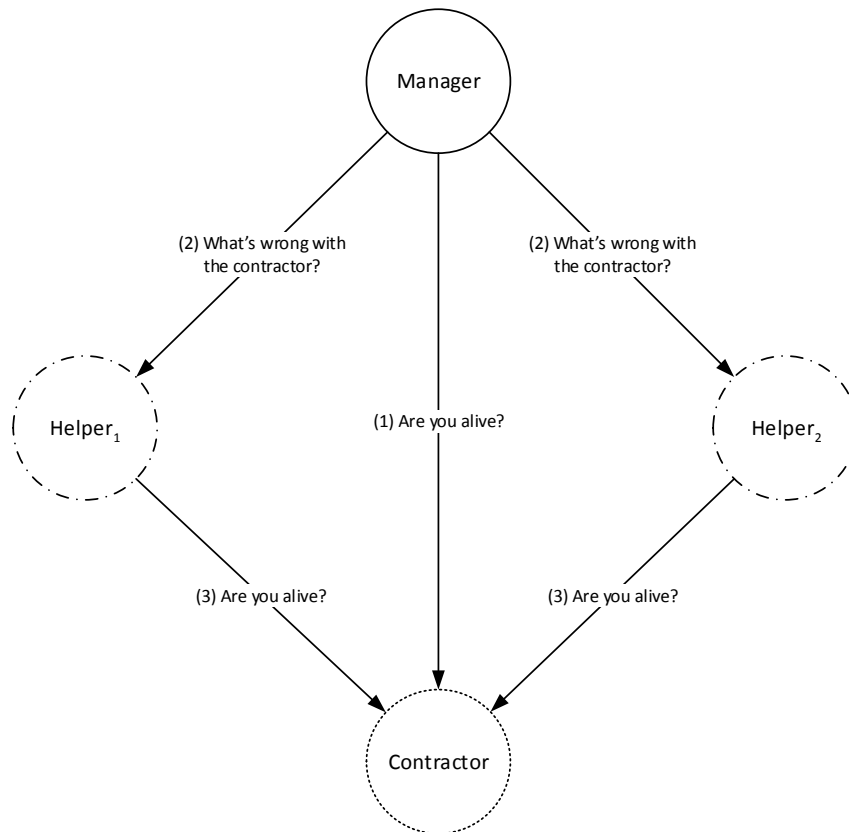 Manager
(2) What's wrong with
the contractor?
(2) What's wrong with
the contractor?
(1) Are you alive?
Helper₁
Helper₂
(3) Are you alive?
(3) Are you alive?
Contractor